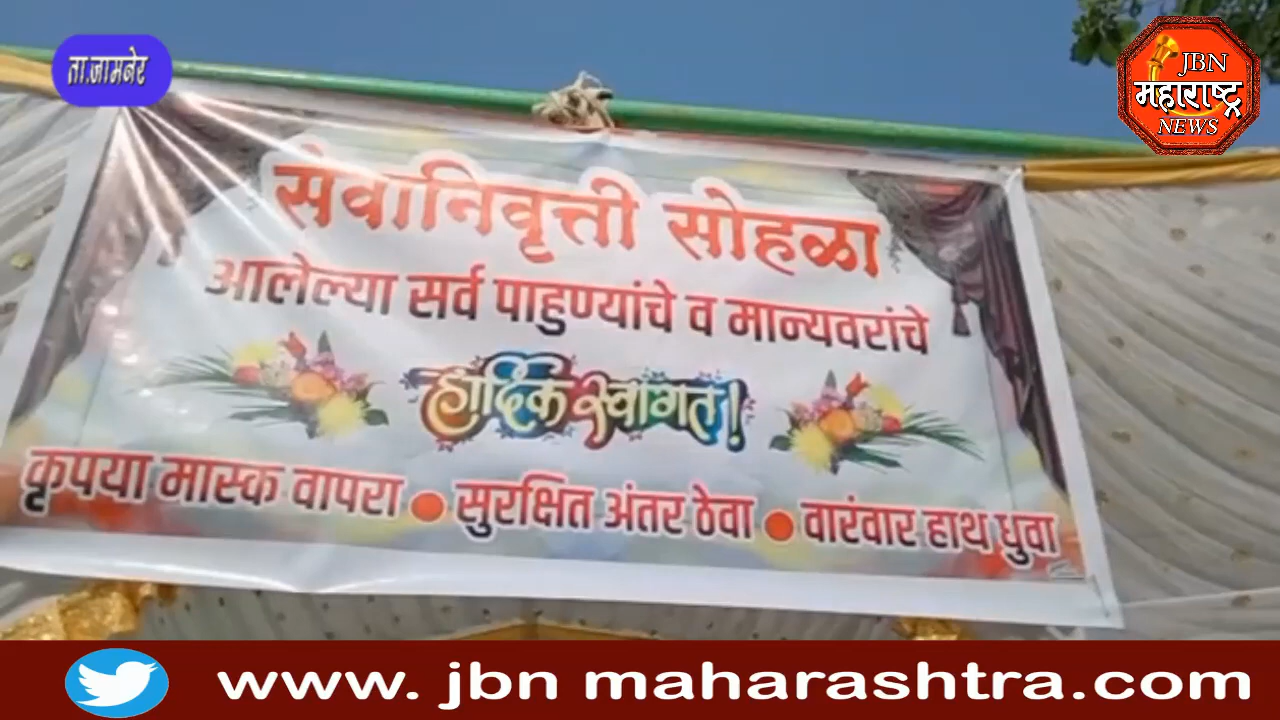 ता.जामनेर
JBN
महाराष्ट्र
NEWS
सेवानिवृत्ती सोहळा
आलेल्या सर्व पाहुण्यांचे व मान्यवरांचे
हार्दिक स्वागत!
कृपया मास्क वापरा ● सुरक्षित अंतर ठेवा ● वारंवार हाथ धुवा
www. jbn maharashtra.com